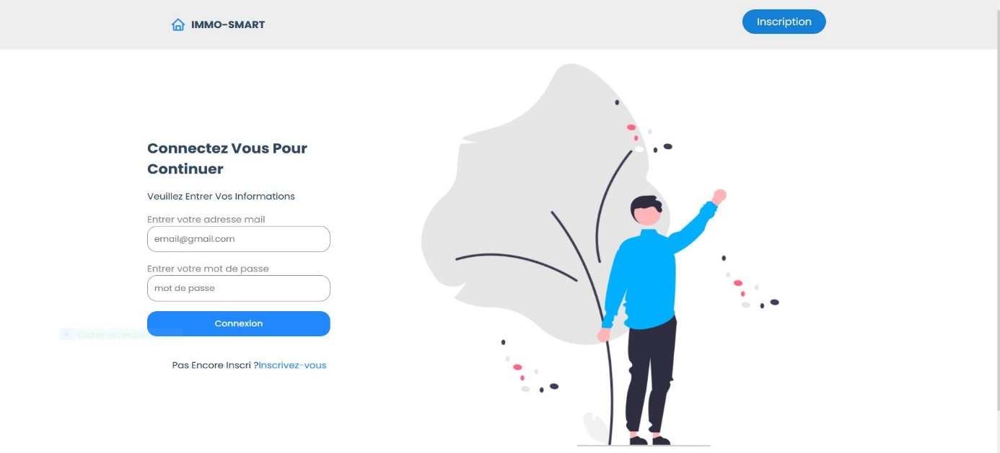 IMMO-SMART
Inscription
Connectez Vous Pour
Continuer
Veuillez Entrer Vos Informations
Entrer votre adresse mail
email@gmail.com
Entrer votre mot de passe
mot de passe
Connexion
Capture rectangulaire
Pas Encore Inscri ?Inscrivez-vous